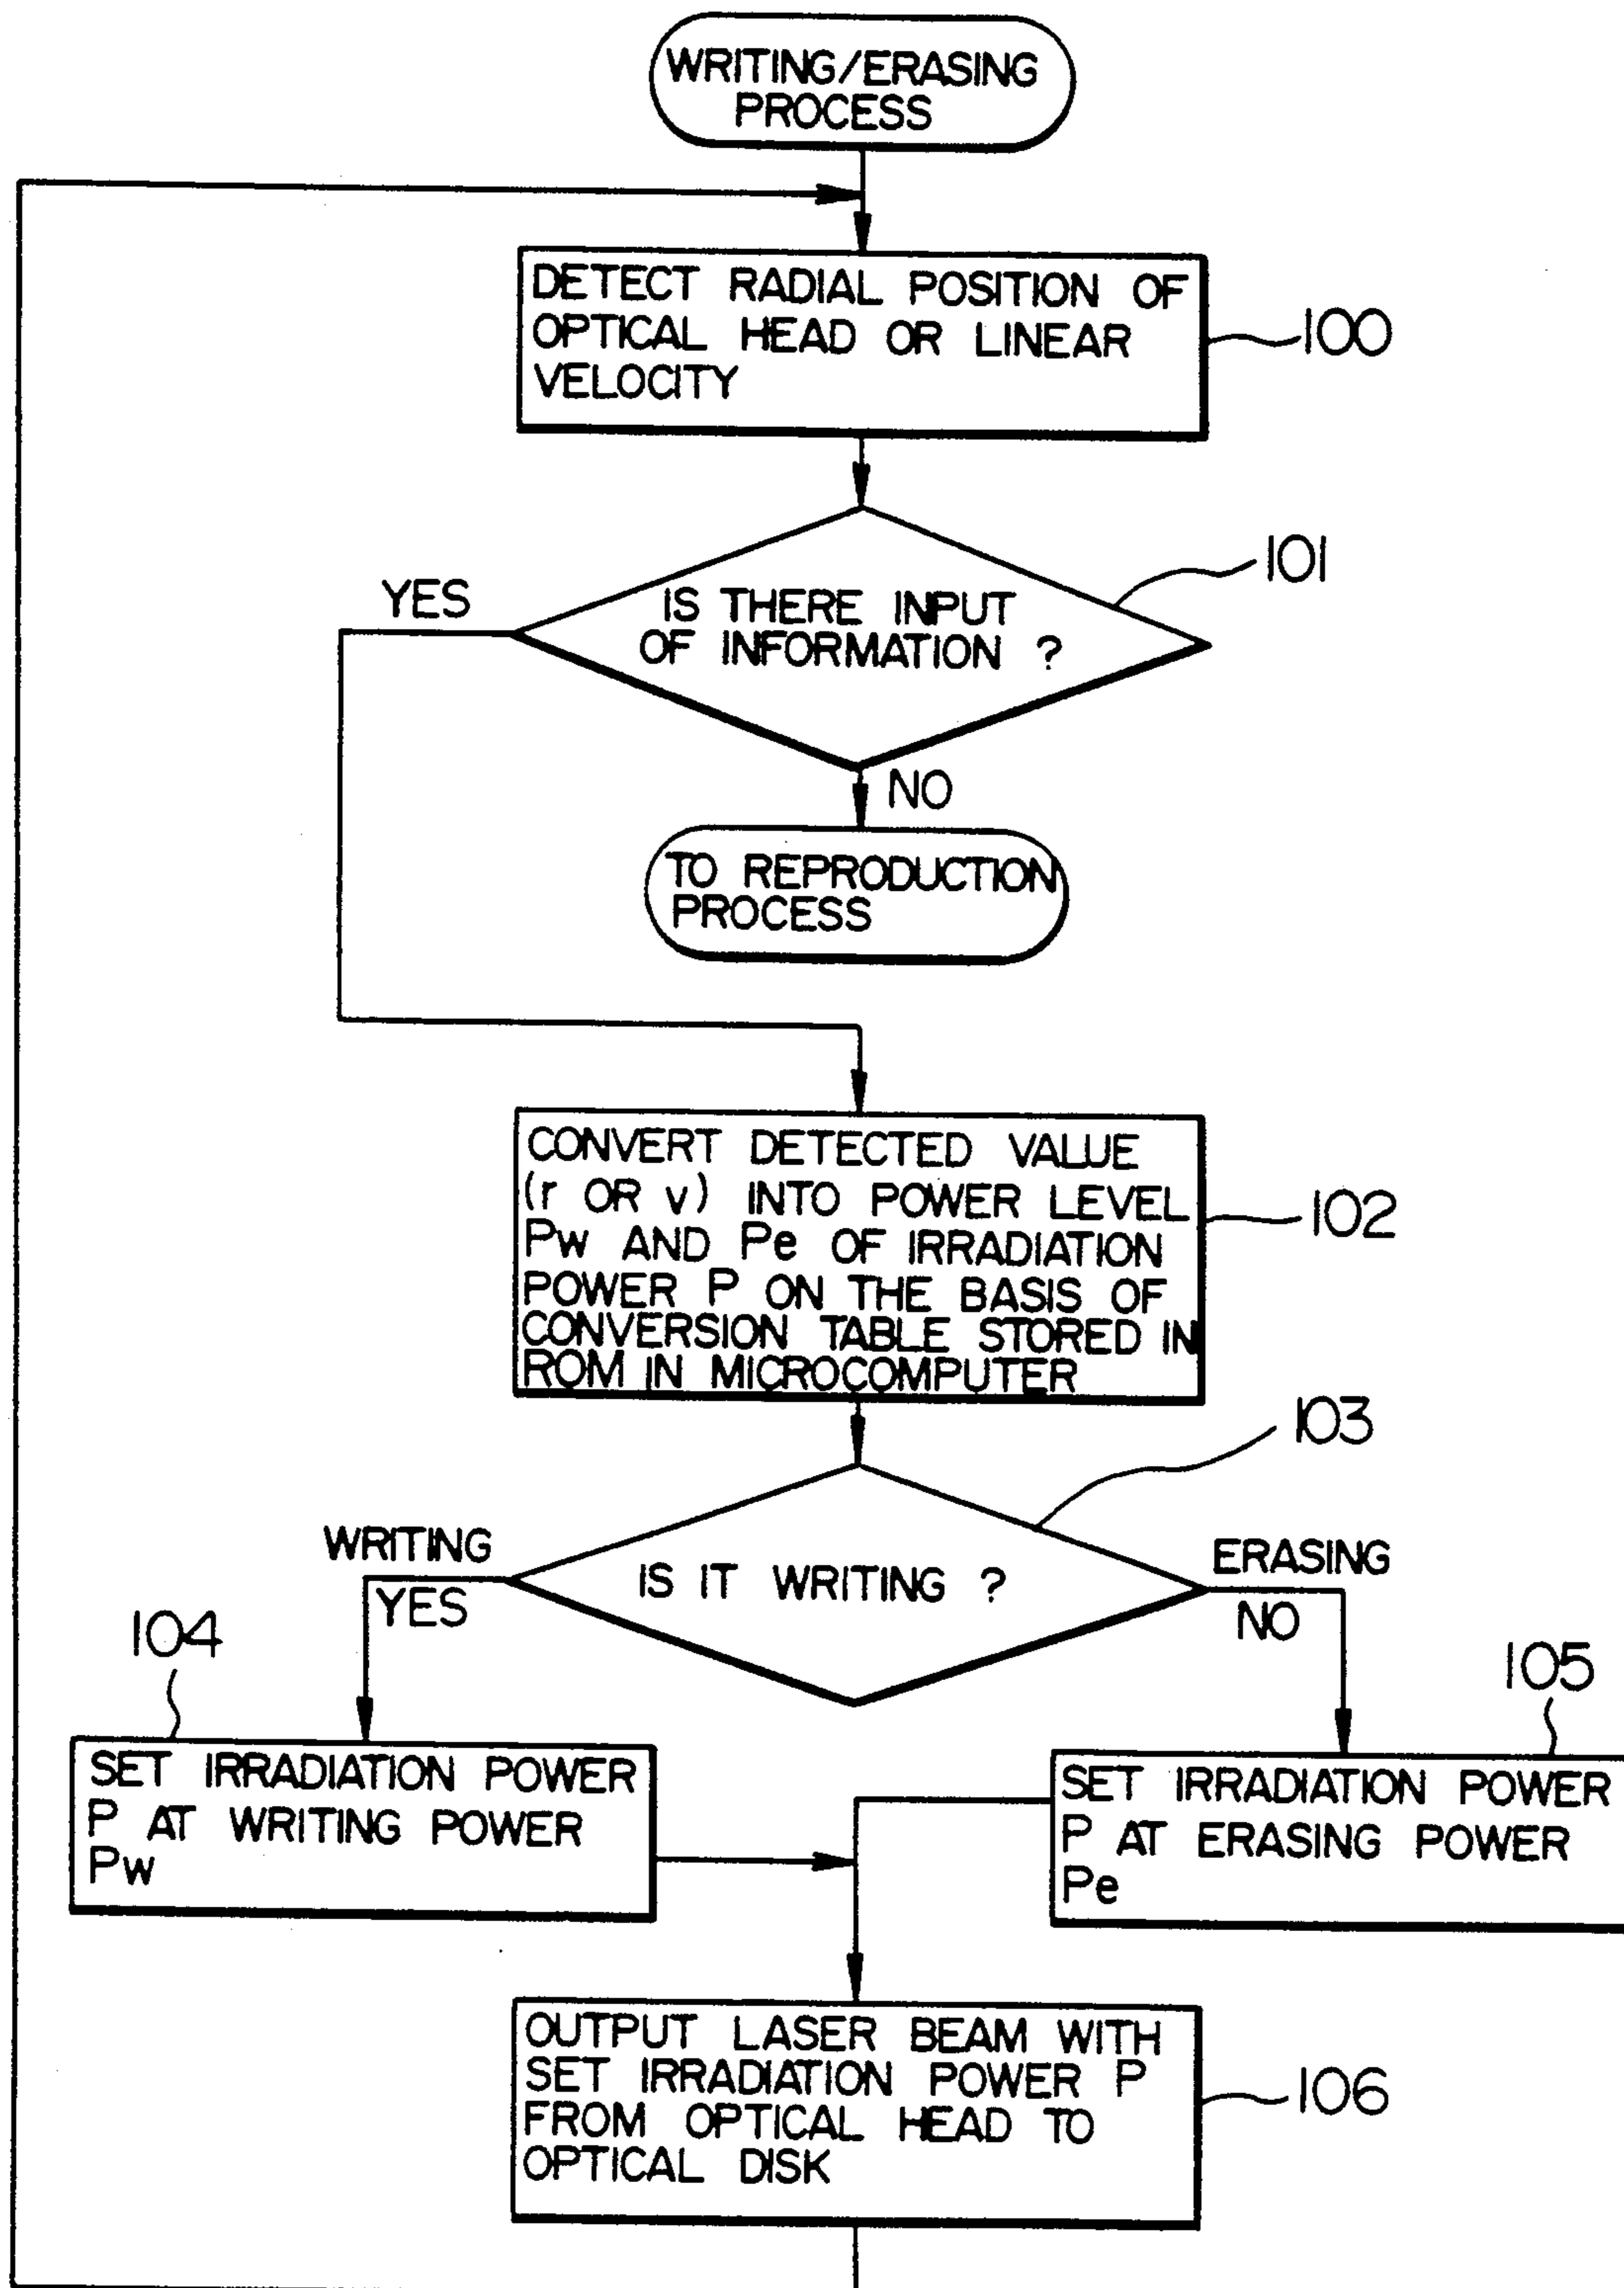 WRITING/ERASING
PROCESS
DETECT RADIAL POSITION OF
OPTICAL HEAD OR LINEAR
VELOCITY
100
101
YES
IS THERE INPUT
OF INFORMATION ?
NO
TO REPRODUCTION
PROCESS
CONVERT DETECTED VALUE
(r OR v) INTO POWER LEVEL
Pw AND Pe OF IRRADIATION
POWER P ON THE BASIS OF
CONVERSION TABLE STORED IN
ROM IN MICROCOMPUTER
102
103
WRITING
YES
IS IT WRITING ?
ERASING
NO
104
105
SET IRRADIATION POWER
P AT WRITING POWER
Pw
SET IRRADIATION POWER
P AT ERASING POWER
Pe
OUTPUT LASER BEAM WITH
SET IRRADIATION POWER P
FROM OPTICAL HEAD TO
OPTICAL DISK
106